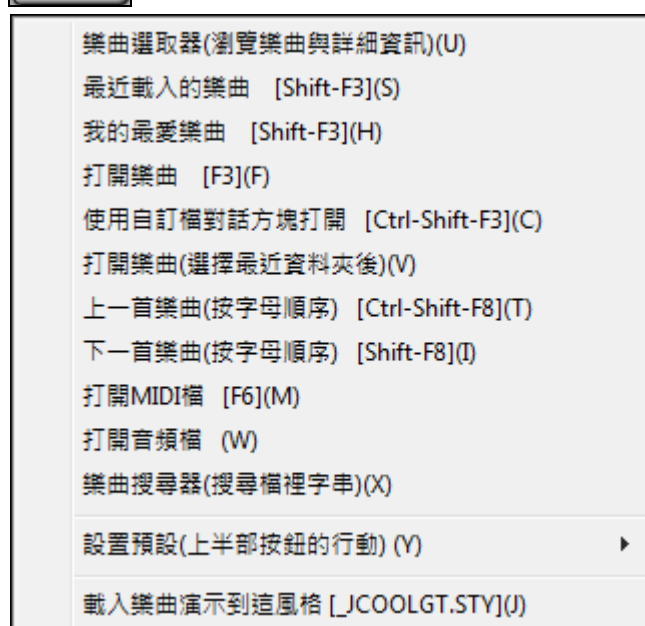 樂曲選取器(瀏覽樂曲與詳細資訊)(U)
最近載入的樂曲 [Shift-F3](S)
我的最愛樂曲 [Shift-F3](H)
打開樂曲 [F3](F)
使用自訂檔對話方塊打開 [Ctrl-Shift-F3](C)
打開樂曲(選擇最近資料夾後)(V)
上一首樂曲(按字母順序) [Ctrl-Shift-F8](T)
下一首樂曲(按字母順序) [Shift-F8](I)
打開MIDI檔 [F6](M)
打開音頻檔 (W)
樂曲搜尋器(搜尋檔裡字串)(X)
設置預設(上半部按鈕的行動) (Y)
載入樂曲演示到這風格 [_JCOOLGT.STY](J)